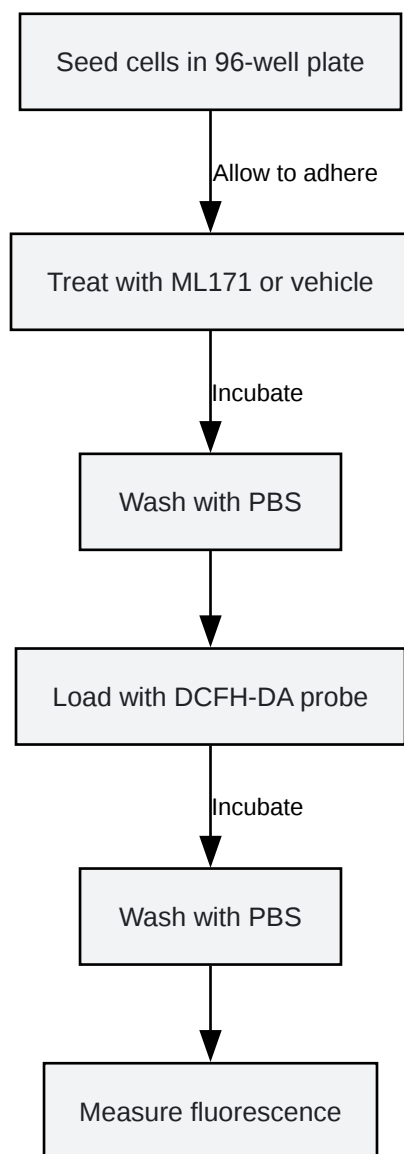 Seed cells in 96-well plate
Allow to adhere
Treat with ML171 or vehicle
Incubate
Wash with PBS
Load with DCFH-DA probe
Incubate
Wash with PBS
Measure fluorescence